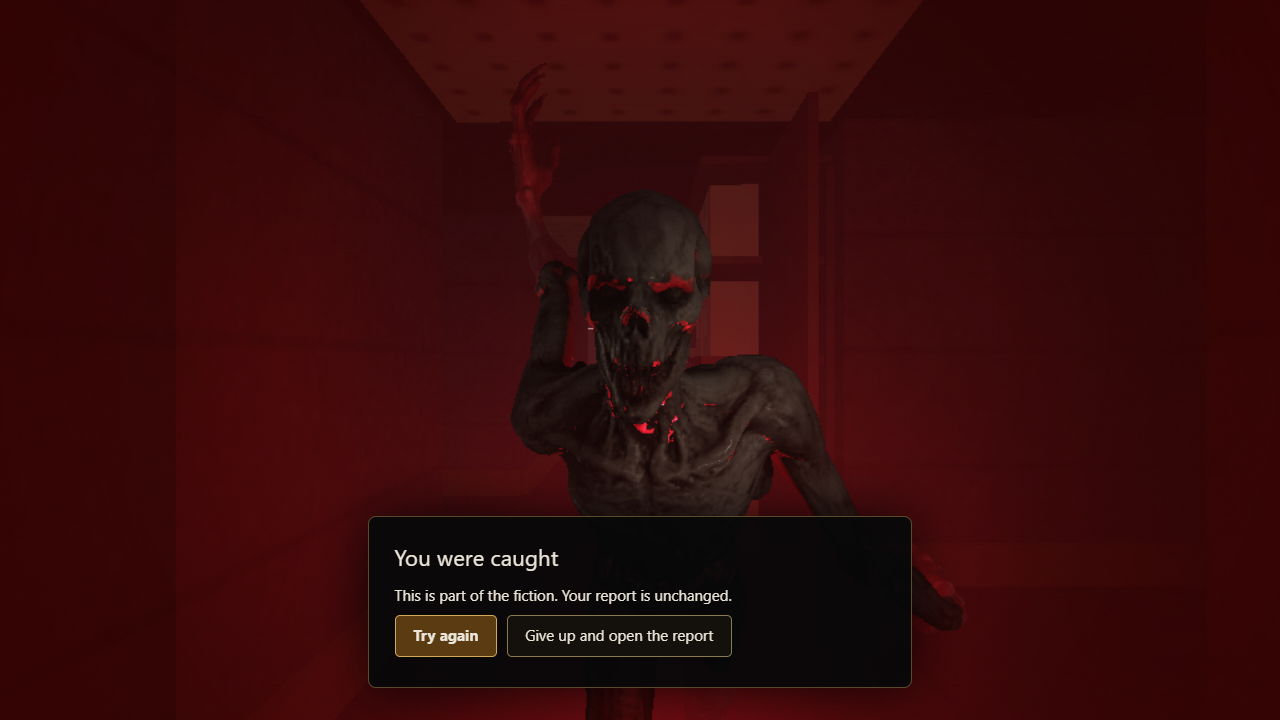 You were caught
This is part of the fiction. Your report is unchanged.
Try again
Give up and open the report